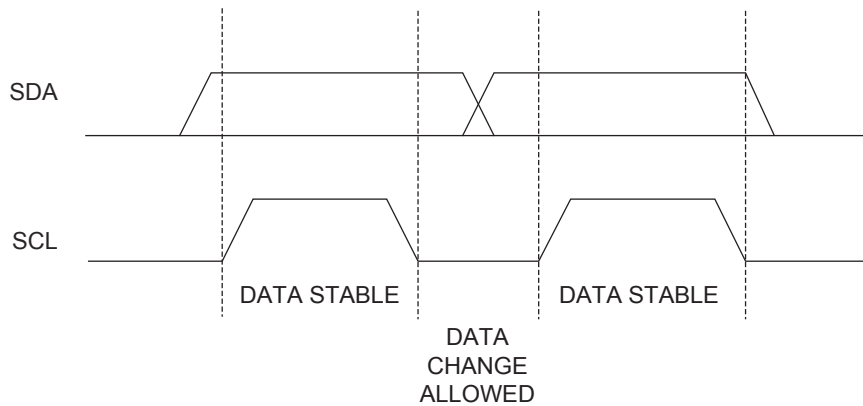 SDA
SCL
DATA STABLE
DATA STABLE
DATA
CHANGE
ALLOWED